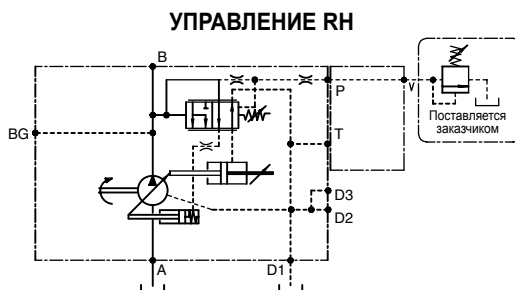 УПРАВЛЕНИЕ RH
B
P
V
Поставляется
заказчиком
BG
T
D3
D2
A
D1